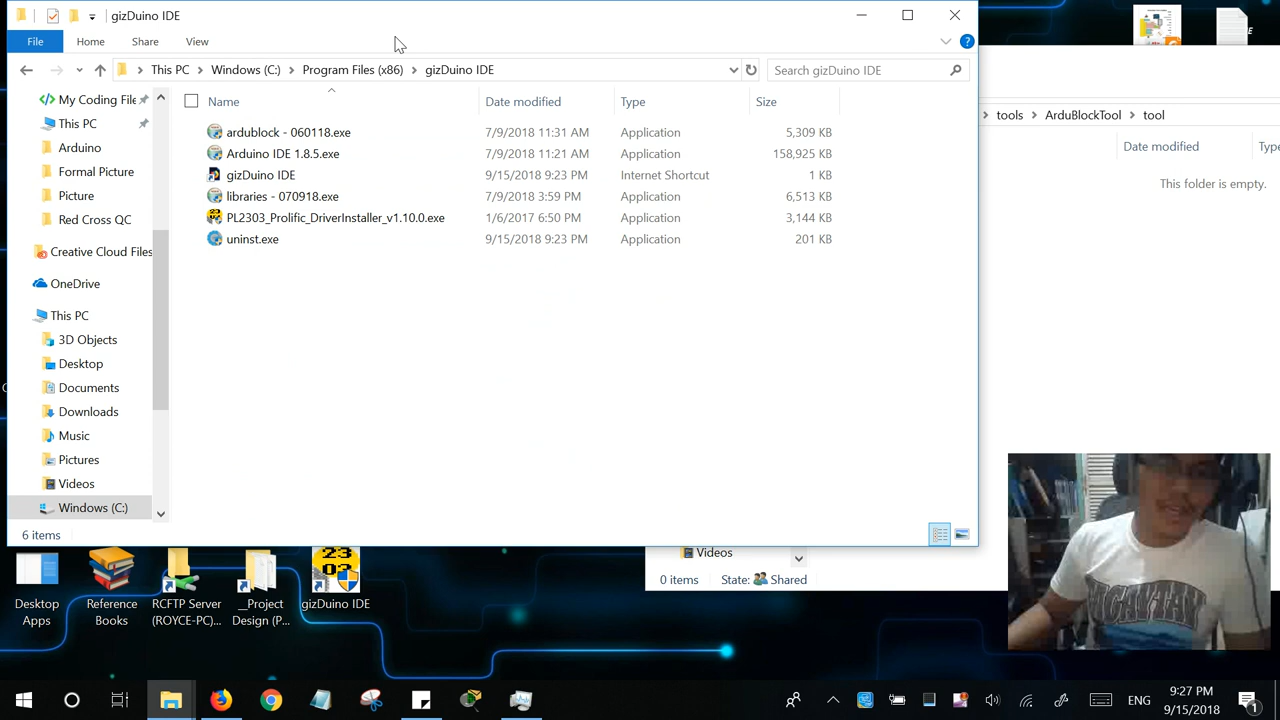 gizDuino IDE
File Home Share View
This PC Windows (C:) Program Files (x86) gizDuino IDE
Search gizDuino IDE
Name Date modified Type Size
ardublock - 060118.exe 7/9/2018 11:31 AM Application 5,309 KB
Arduino IDE 1.8.5.exe 7/9/2018 11:21 AM Application 158,925 KB
gizDuino IDE 9/15/2018 9:23 PM Internet Shortcut 1 KB
libraries - 070918.exe 7/9/2018 3:59 PM Application 6,513 KB
PL2303_Prolific_DriverInstaller_v1.10.0.exe 1/6/2017 6:50 PM Application 3,144 KB
uninst.exe 9/15/2018 9:23 PM Application 201 KB
My Coding File
This PC
Arduino
Formal Picture
Picture
Red Cross QC
Creative Cloud Files
OneDrive
This PC
3D Objects
Desktop
Documents
Downloads
Music
Pictures
Videos
Windows (C:)
6 items
tools ArduBlockTool tool
Date modified Type
This folder is empty.
Videos
0 items State: Shared
Desktop Apps
Reference Books
RCFTP Server (ROYCE-PC)...
__Project Design (P...
2303
gizDuino IDE
ENG
9:27 PM
9/15/2018
1